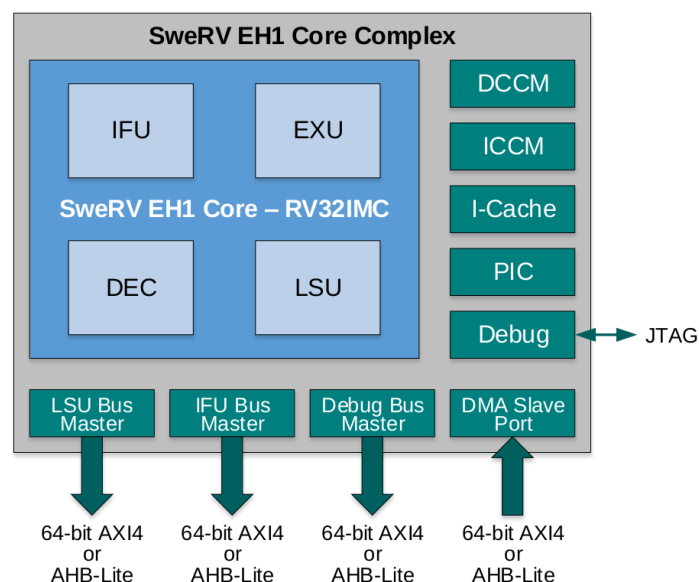 SweRV EH1 Core Complex
IFU
EXU
SweRV EH1 Core – RV32IMC
DEC
LSU
DCCM
ICCM
I-Cache
PIC
Debug
JTAG
LSU Bus
Master
IFU Bus
Master
Debug Bus
Master
DMA Slave
Port
64-bit AXI4
or
AHB-Lite
64-bit AXI4
or
AHB-Lite
64-bit AXI4
or
AHB-Lite
64-bit AXI4
or
AHB-Lite